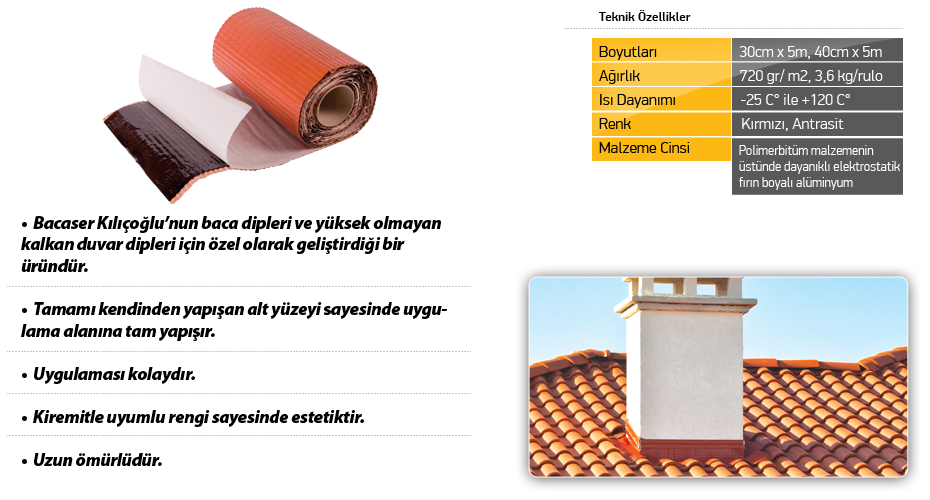 Teknik Özellikler
Boyutları 30cm x 5m, 40cm x 5m
Ağırlık 720 gr/ m2, 3,6 kg/rulo
Isı Dayanımı -25 C° ile +120 C°
Renk Kırmızı, Antrasit
Malzeme Cinsi Polimerbitüm malzemenin
üstünde dayanıklı elektrostatik
fırın boyalı alüminyum
• Bacaser Kılıçoğlu’nun baca dipleri ve yüksek olmayan
kalkan duvar dipleri için özel olarak geliştirdiği bir
üründür.
• Tamamı kendinden yapışan alt yüzeyi sayesinde uygu-
lama alanına tam yapışır.
• Uygulaması kolaydır.
• Kiremitle uyumlu rengi sayesinde estetiktir.
• Uzun ömürlüdür.